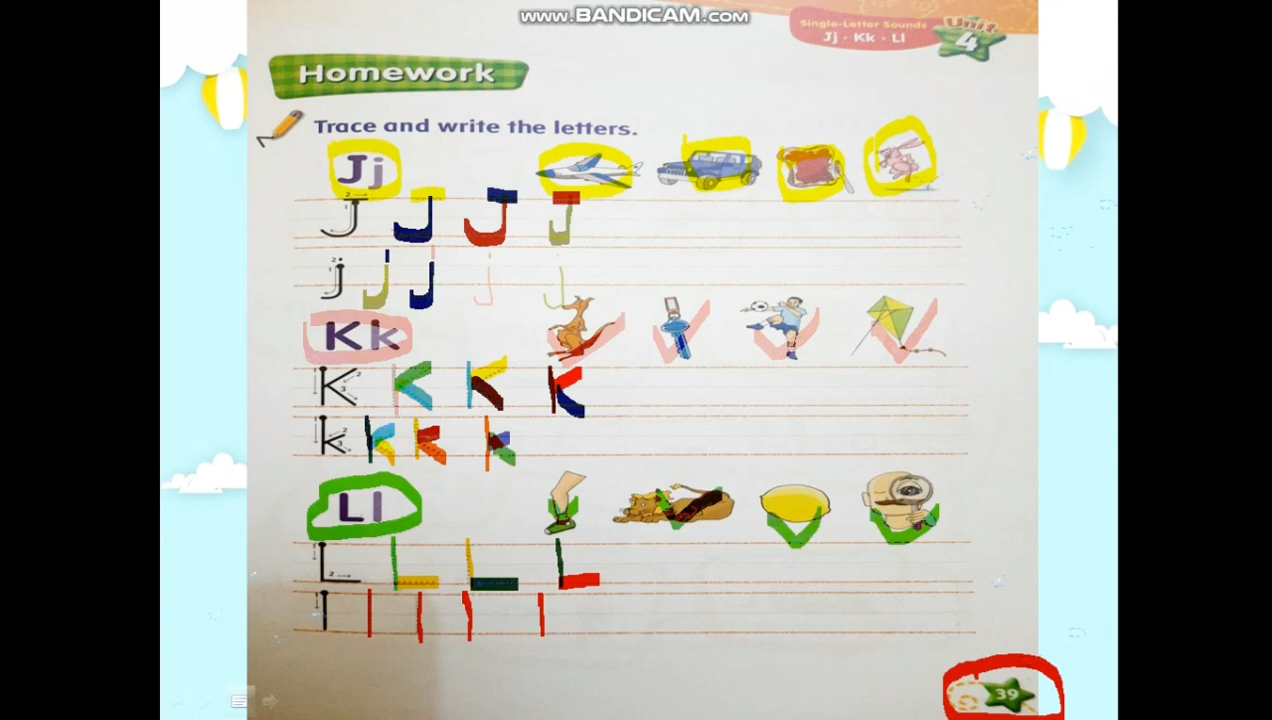 www.BANDICAM.com
Single-Letter Sounds
Jj · Kk · Ll
Unit 4
Homework
Trace and write the letters.
Jj
J J J J
j j j j j
Kk
K K K K
k k k k
Ll
L L L L
l l l l l
39